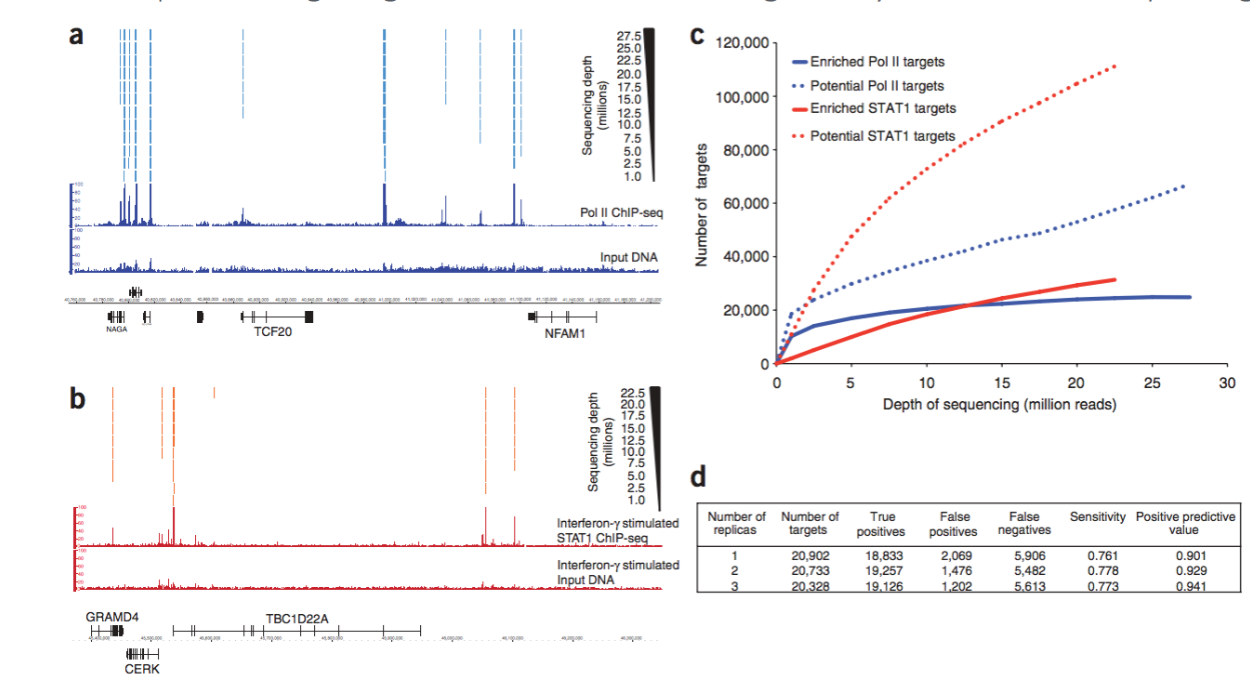 a
27.5
25.0
22.5
20.0
17.5
15.0
12.5
10.0
7.5
5.0
2.5
1.0
Sequencing depth
(millions)
Pol II ChIP-seq
Input DNA
NAGA
TCF20
NFAM1
b
22.5
20.0
17.5
15.0
12.5
10.0
7.5
5.0
2.5
1.0
Sequencing depth
(millions)
Interferon-γ stimulated
STAT1 ChIP-seq
Interferon-γ stimulated
Input DNA
GRAMD4
TBC1D22A
CERK
c
120,000
100,000
80,000
60,000
40,000
20,000
0
Number of targets
Enriched Pol II targets
Potential Pol II targets
Enriched STAT1 targets
Potential STAT1 targets
0 5 10 15 20 25 30
Depth of sequencing (million reads)
d
Number of replicas Number of targets True positives False positives False negatives Sensitivity Positive predictive value
1 20,902 18,833 2,069 5,906 0.761 0.901
2 20,733 19,257 1,476 5,482 0.778 0.929
3 20,328 19,126 1,202 5,613 0.773 0.941